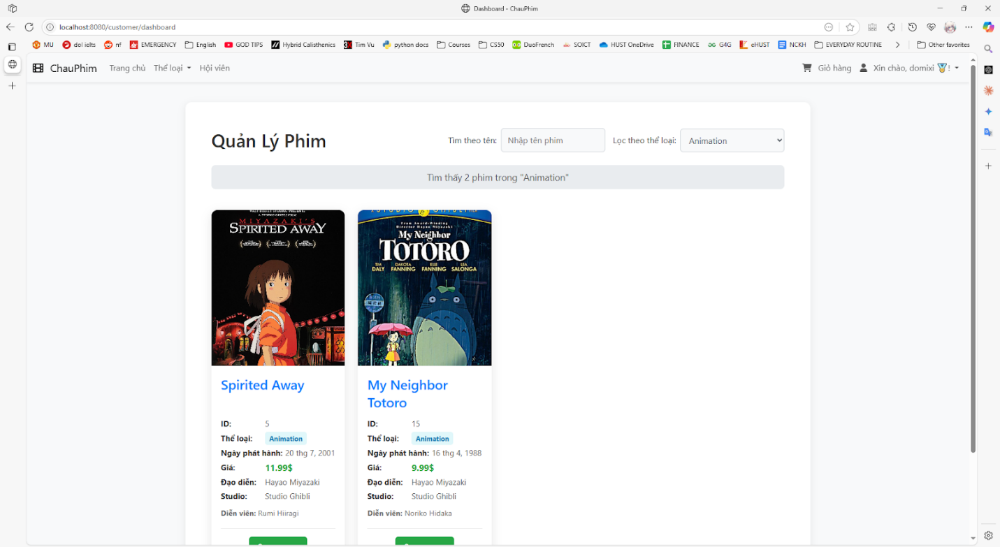 Dashboard - ChauPhim
localhost:8080/customer/dashboard
MU dol ielts nf EMERGENCY English GOD TIPS Hybrid Calisthenics Tim Vu python docs Courses CS50 DuoFrench SOICT HUST OneDrive FINANCE G4G eHUST NCKH EVERYDAY ROUTINE Other favorites
ChauPhim Trang chủ Thể loại Hội viên Giỏ hàng Xin chào, domixi 🏅!
Quản Lý Phim Tìm theo tên: Nhập tên phim Lọc theo thể loại: Animation
Tìm thấy 2 phim trong "Animation"
MIYAZAKI'S
SPIRITED AWAY
From Award-Winning
Director Hayao Miyazaki
My Neighbor
TOTORO
TIM DALY DAKOTA FANNING ELLE FANNING LEA SALONGA
Spirited Away
ID: 5
Thể loại: Animation
Ngày phát hành: 20 thg 7, 2001
Giá: 11.99$
Đạo diễn: Hayao Miyazaki
Studio: Studio Ghibli
Diễn viên: Rumi Hiiragi
My Neighbor
Totoro
ID: 15
Thể loại: Animation
Ngày phát hành: 16 thg 4, 1988
Giá: 9.99$
Đạo diễn: Hayao Miyazaki
Studio: Studio Ghibli
Diễn viên: Noriko Hidaka